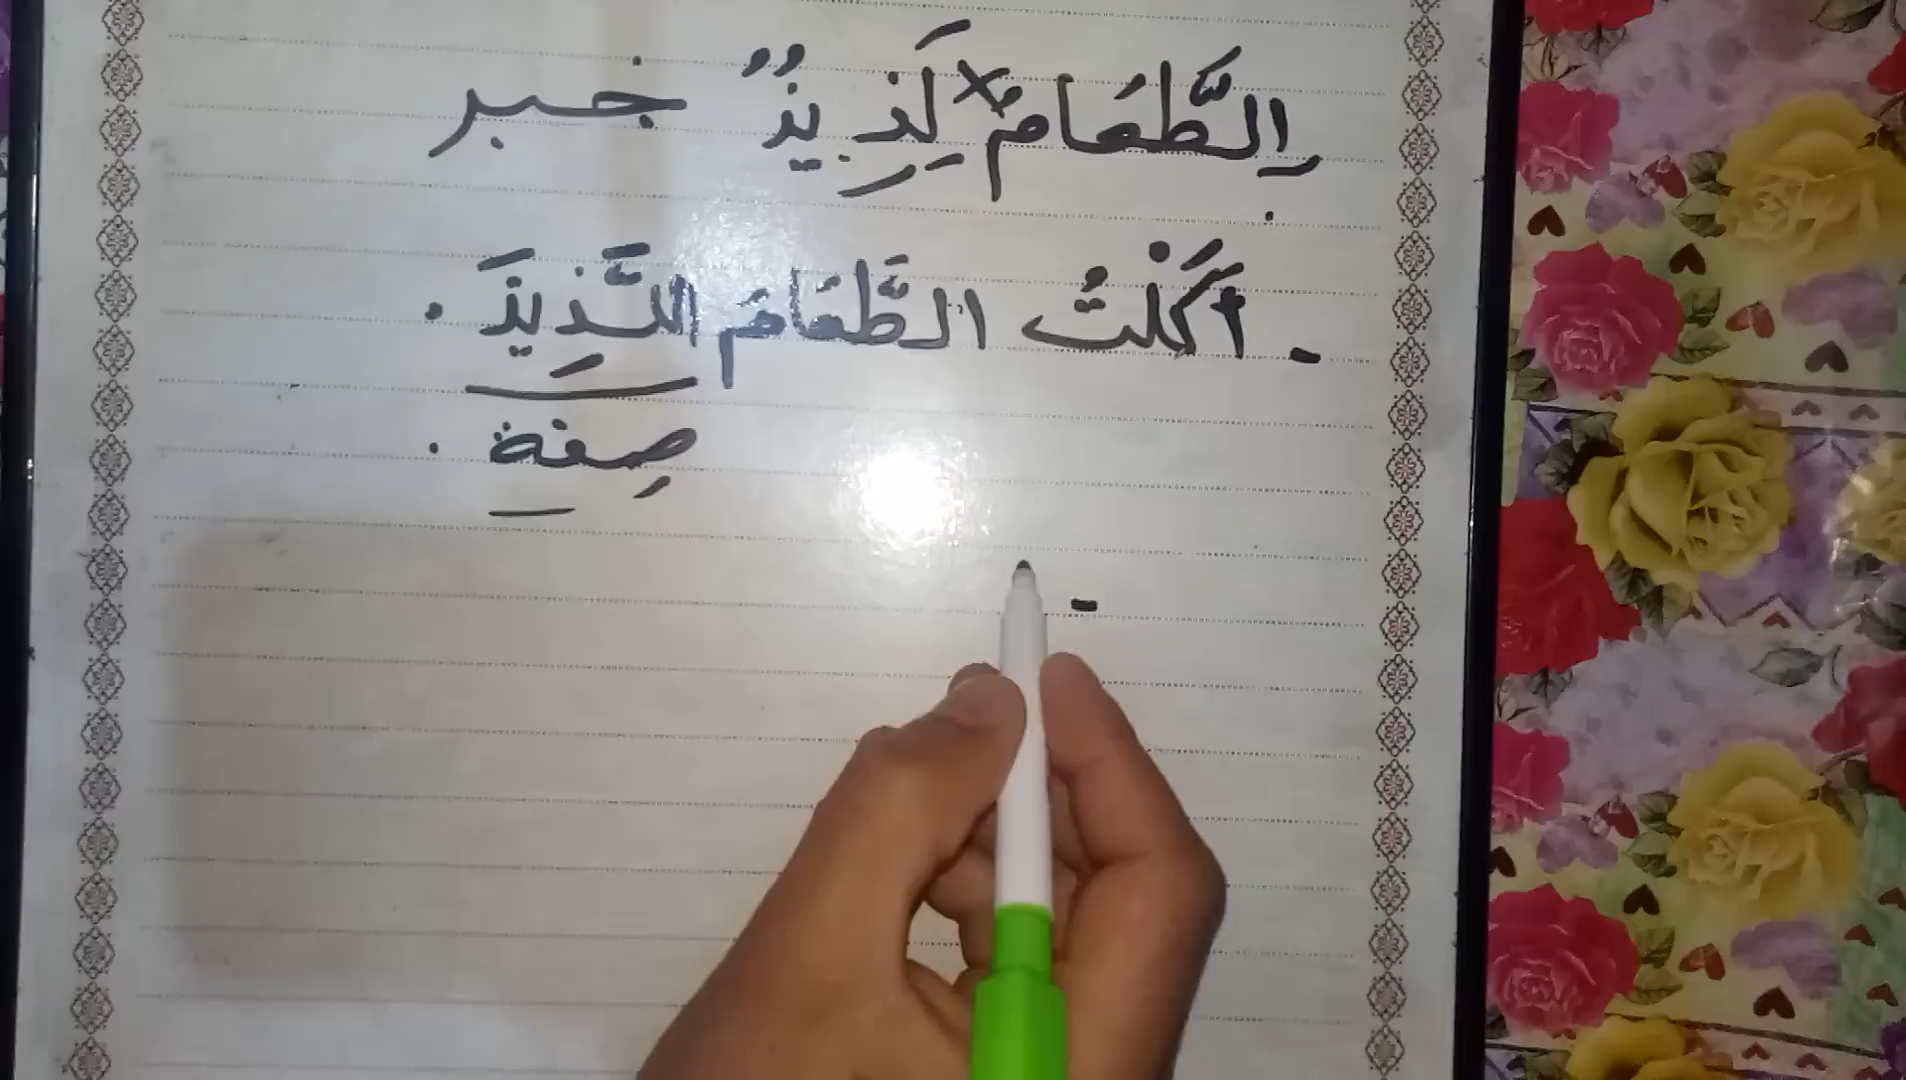 الطَّعَامُ لَذِيذٌ خبر
- أَكَلْتُ الطَّعَامَ اللَّذِيذَ .
صِفة .
-